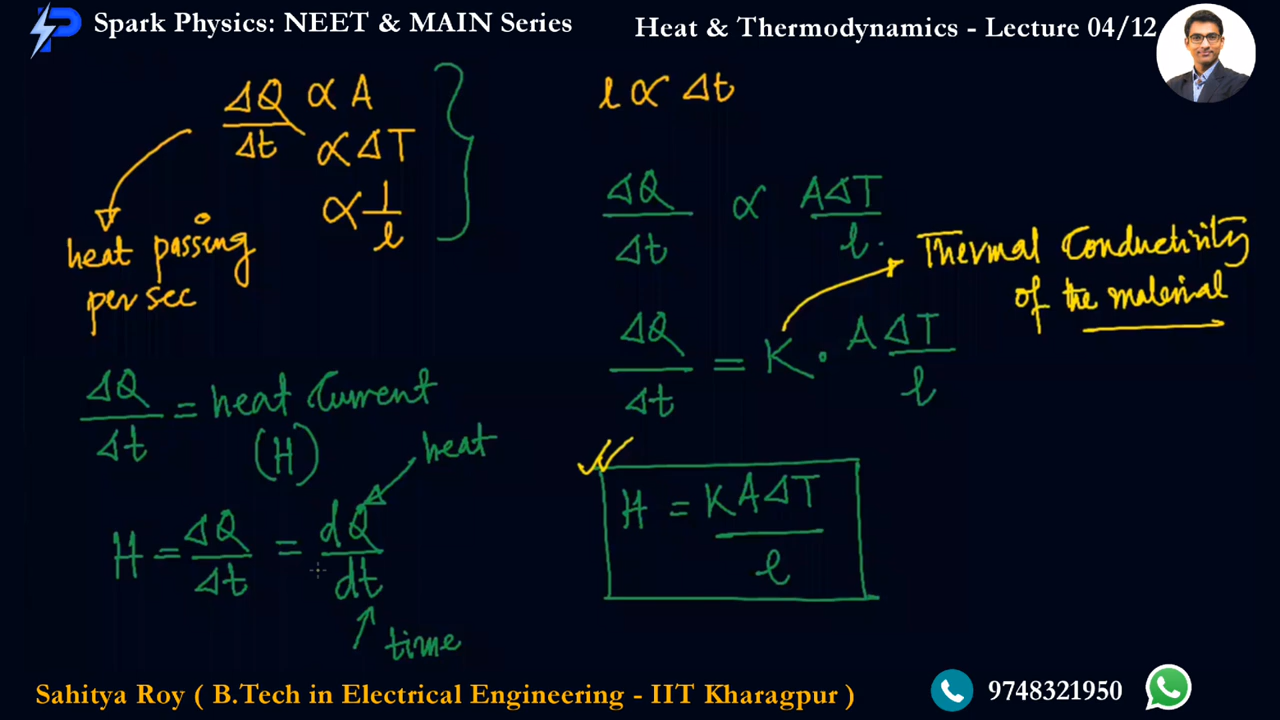 Spark Physics: NEET & MAIN Series
Heat & Thermodynamics - Lecture 04/12
ΔQ/Δt ∝ A
∝ ΔT
∝ 1/l
heat passing
per sec
ΔQ/Δt = heat Current
(H)
heat
H = ΔQ/Δt = dQ/dt
time
l ∝ Δt
ΔQ/Δt ∝ AΔT/l
Thermal Conductivity
of the material
ΔQ/Δt = K · AΔT/l
H = KAΔT/l
Sahitya Roy ( B.Tech in Electrical Engineering - IIT Kharagpur )
9748321950